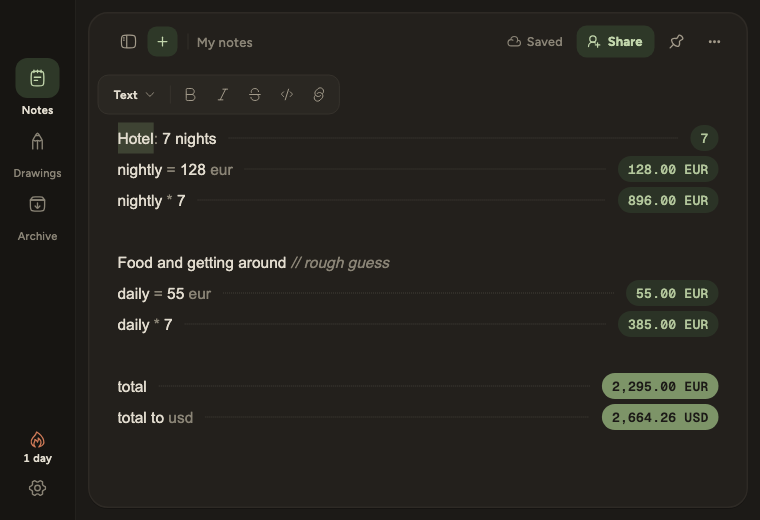 My notes
Saved
Share
Text
Notes
Drawings
Archive
Hotel: 7 nights 7
nightly = 128 eur 128.00 EUR
nightly * 7 896.00 EUR
Food and getting around // rough guess
daily = 55 eur 55.00 EUR
daily * 7 385.00 EUR
total 2,295.00 EUR
total to usd 2,664.26 USD
1 day